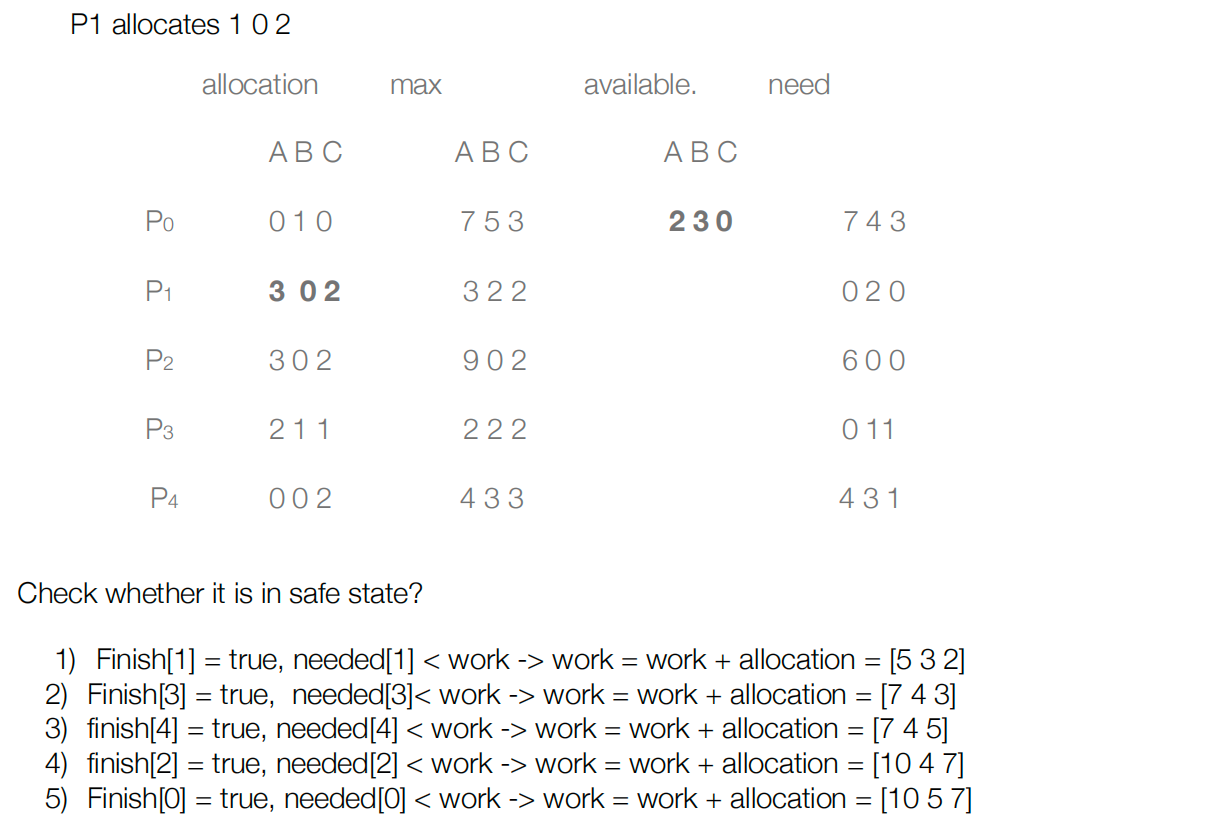 P1 allocates 1 0 2
allocation max available. need
A B C A B C A B C
P0 0 1 0 7 5 3 2 3 0 7 4 3
P1 3 0 2 3 2 2 0 2 0
P2 3 0 2 9 0 2 6 0 0
P3 2 1 1 2 2 2 0 1 1
P4 0 0 2 4 3 3 4 3 1
Check whether it is in safe state?
1) Finish[1] = true, needed[1] < work -> work = work + allocation = [5 3 2]
2) Finish[3] = true, needed[3]< work -> work = work + allocation = [7 4 3]
3) finish[4] = true, needed[4] < work -> work = work + allocation = [7 4 5]
4) finish[2] = true, needed[2] < work -> work = work + allocation = [10 4 7]
5) Finish[0] = true, needed[0] < work -> work = work + allocation = [10 5 7]